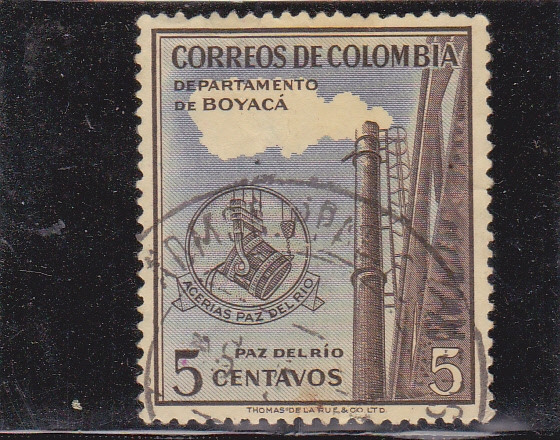 CORREOS DE COLOMBIA
DEPARTAMENTO
DE BOYACÁ
ACERIAS PAZ DEL RIO
PAZ DEL RÍO
5 CENTAVOS 5
THOMAS DE LA RUE & CO. LTD.